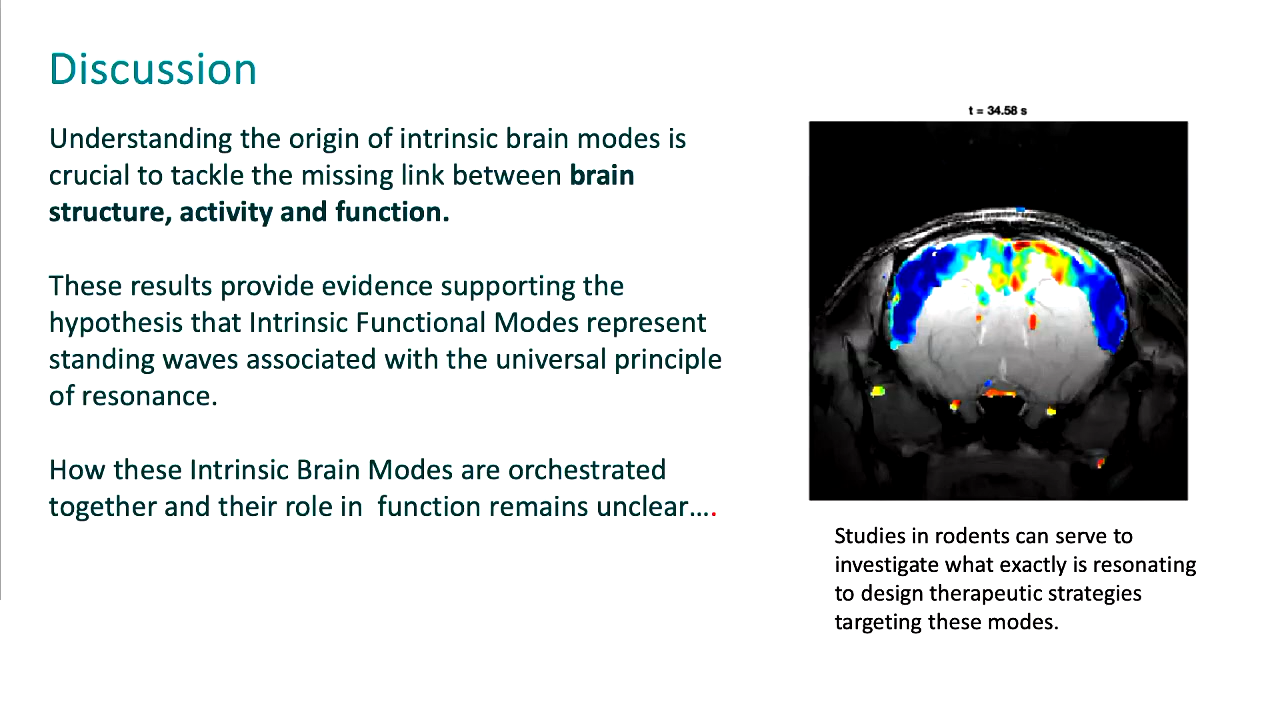 Discussion
Understanding the origin of intrinsic brain modes is
crucial to tackle the missing link between brain
structure, activity and function.
These results provide evidence supporting the
hypothesis that Intrinsic Functional Modes represent
standing waves associated with the universal principle
of resonance.
How these Intrinsic Brain Modes are orchestrated
together and their role in  function remains unclear….
t = 34.58 s
Studies in rodents can serve to
investigate what exactly is resonating
to design therapeutic strategies
targeting these modes.